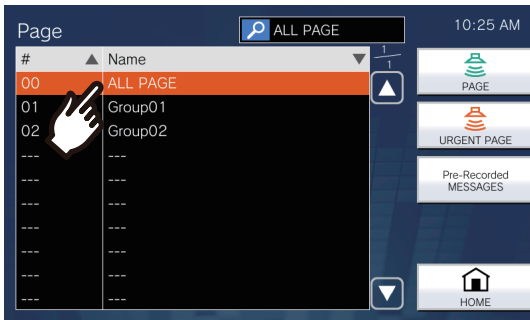 Page
ALL PAGE
10:25 AM
# Name
1
1
00 ALL PAGE
01 Group01
02 Group02
--- ---
--- ---
--- ---
--- ---
--- ---
--- ---
--- ---
PAGE
URGENT PAGE
Pre-Recorded
MESSAGES
HOME